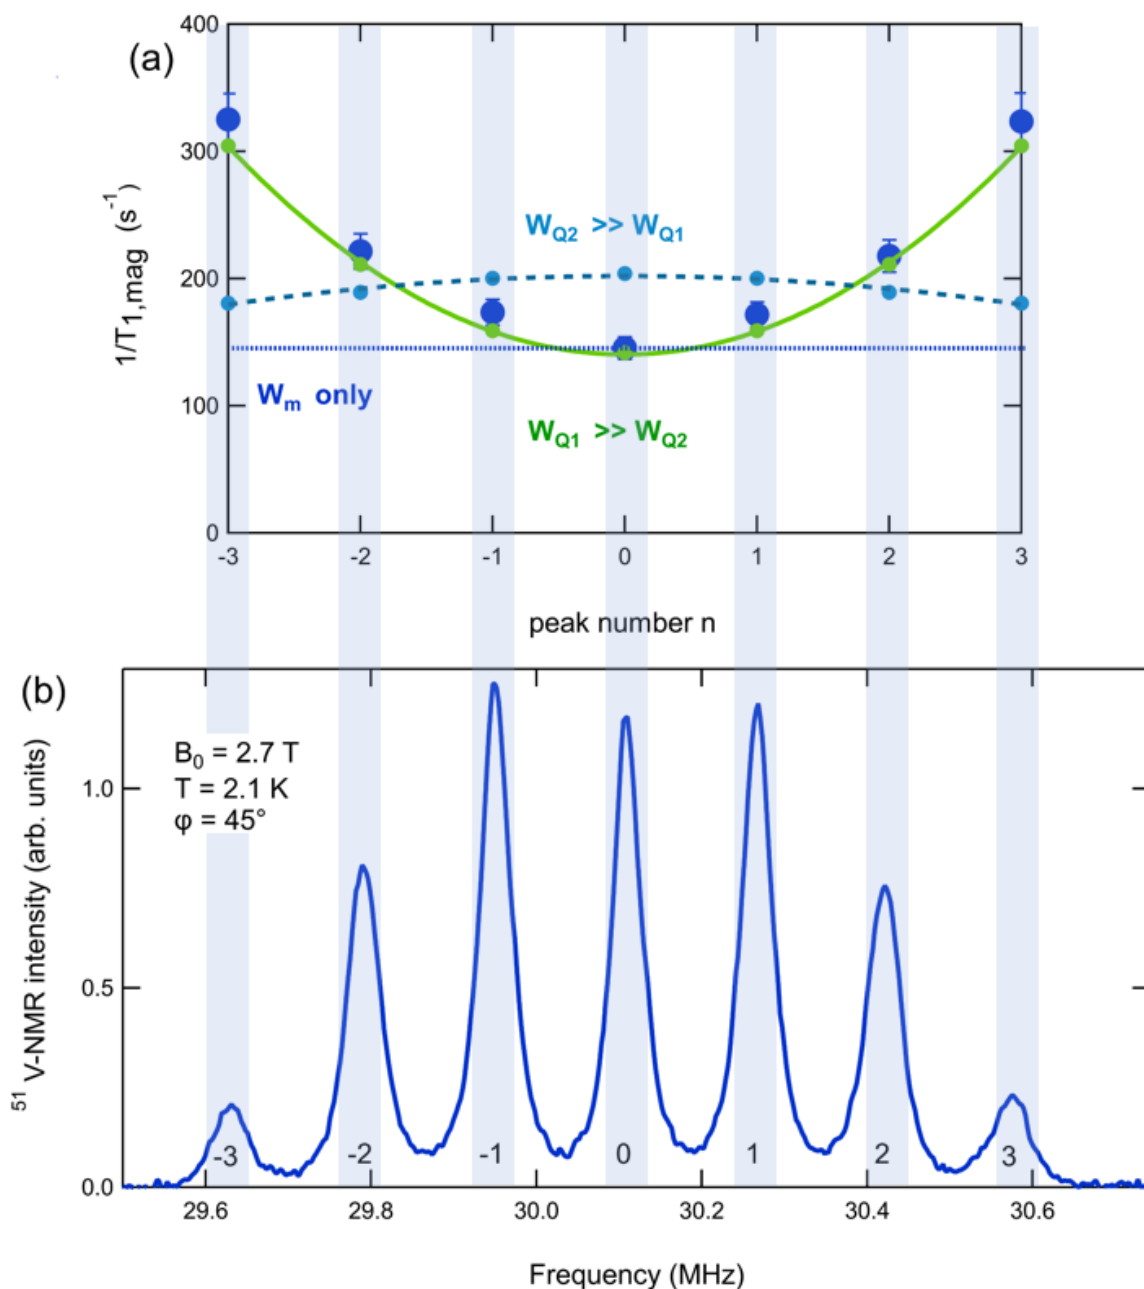 (a)
400
300
200
100
0
1/T1,mag (s-1)
WQ2 >> WQ1
Wm only
WQ1 >> WQ2
-3 -2 -1 0 1 2 3
peak number n
(b)
B0 = 2.7 T
T = 2.1 K
φ = 45°
1.0
0.5
0.0
51 V-NMR intensity (arb. units)
-3 -2 -1 0 1 2 3
29.6 29.8 30.0 30.2 30.4 30.6
Frequency (MHz)